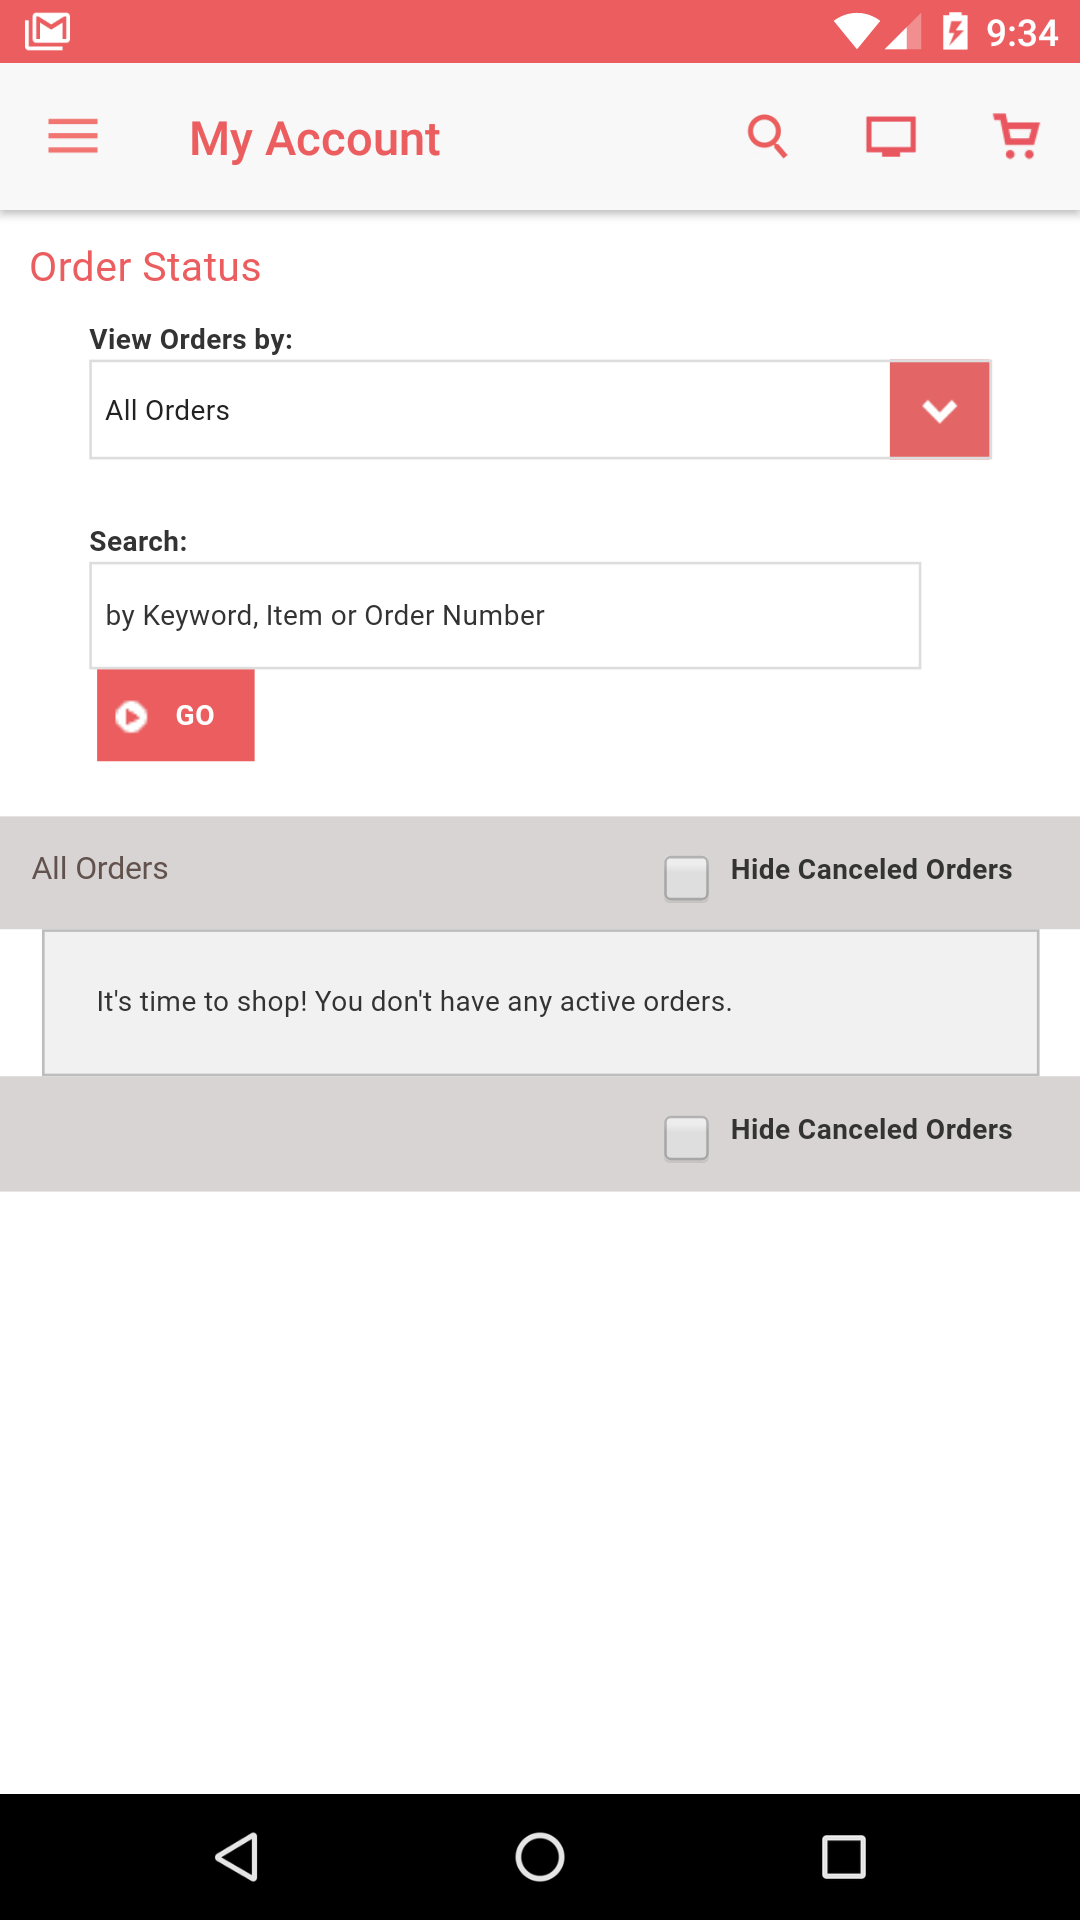 9:34
My Account
Order Status
View Orders by:
All Orders
Search:
by Keyword, Item or Order Number
GO
All Orders
Hide Canceled Orders
It's time to shop! You don't have any active orders.
Hide Canceled Orders